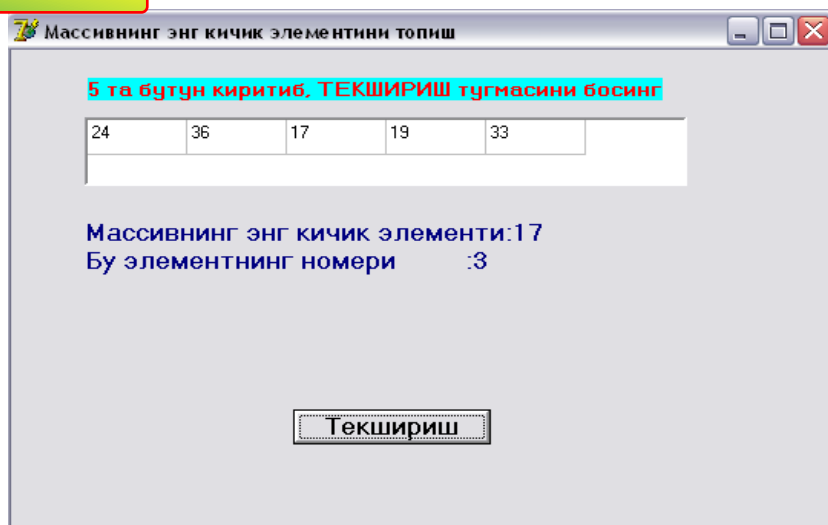 Массивнинг энг кичик элементини топиш
5 та бутун киритиб, ТЕКШИРИШ тугмасини босинг
24 36 17 19 33
Массивнинг энг кичик элементи:17
Бу элементнинг номери :3
Текшириш